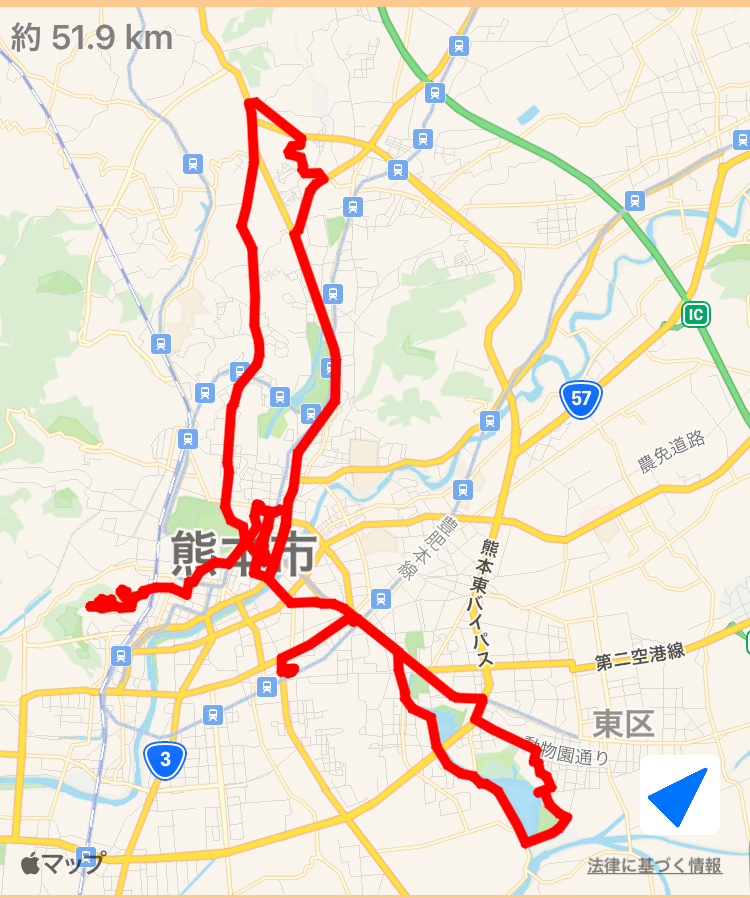 約 51.9 km
IC
57
農免道路
豊肥本線
熊本市
熊本東バイパス
第二空港線
東区
動物園通り
3
マップ
法律に基づく情報